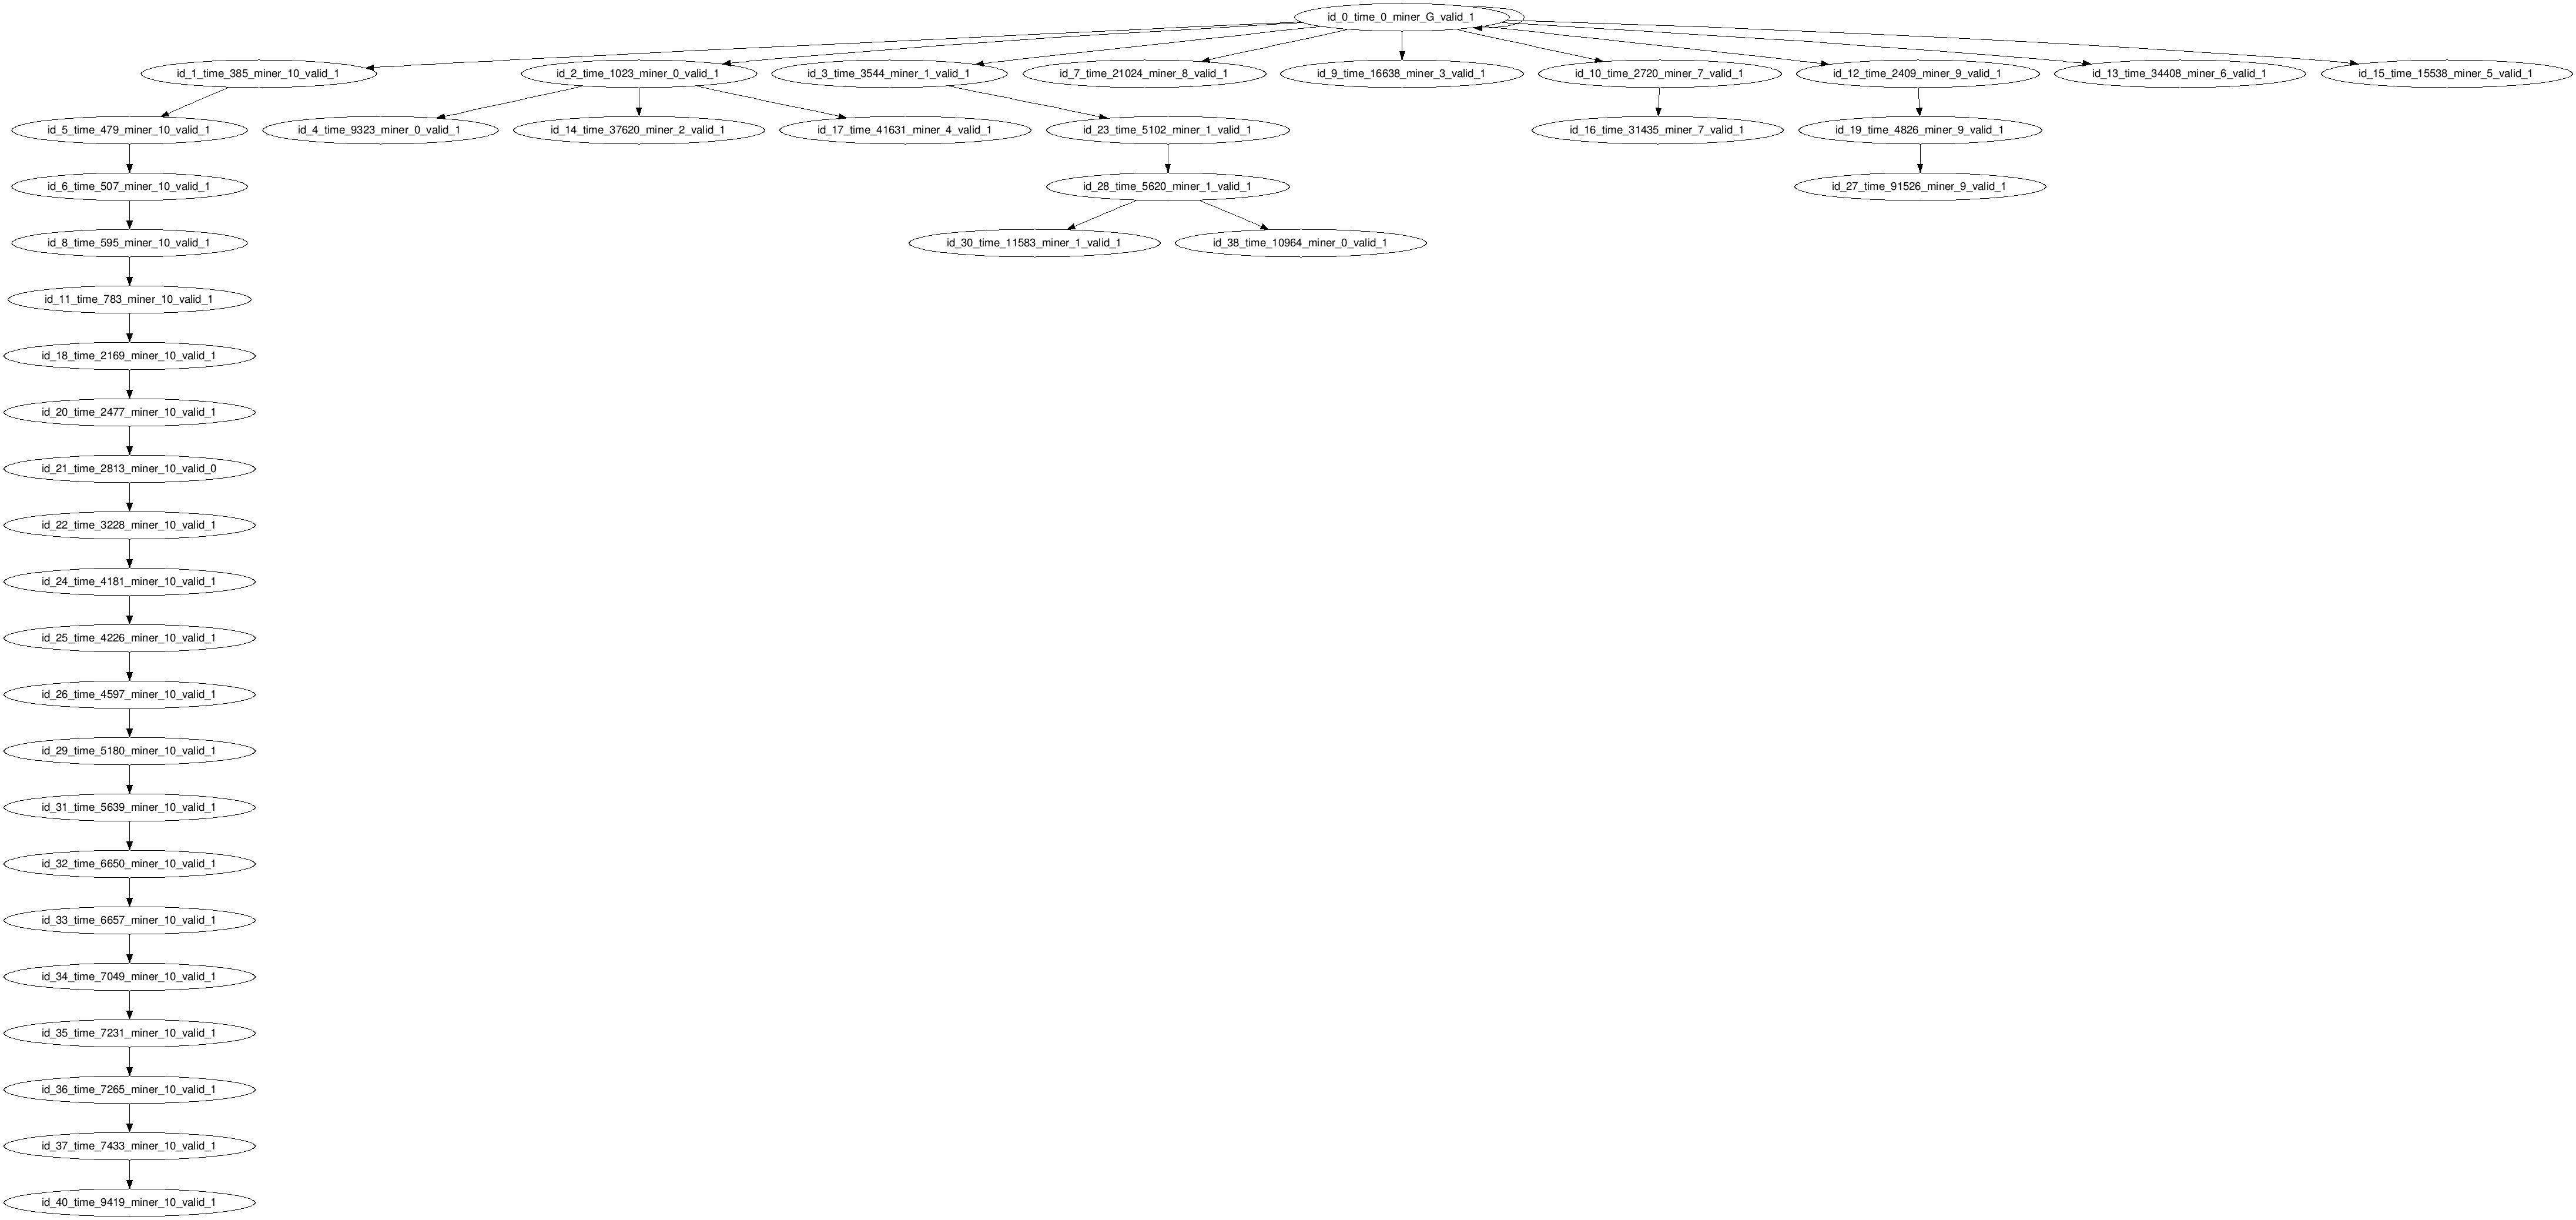 id_0_time_0_miner_G_valid_1
id_1_time_385_miner_10_valid_1
id_2_time_1023_miner_0_valid_1
id_3_time_3544_miner_1_valid_1
id_7_time_21024_miner_8_valid_1
id_9_time_16638_miner_3_valid_1
id_10_time_2720_miner_7_valid_1
id_12_time_2409_miner_9_valid_1
id_13_time_34408_miner_6_valid_1
id_15_time_15538_miner_5_valid_1
id_5_time_479_miner_10_valid_1
id_4_time_9323_miner_0_valid_1
id_14_time_37620_miner_2_valid_1
id_17_time_41631_miner_4_valid_1
id_23_time_5102_miner_1_valid_1
id_16_time_31435_miner_7_valid_1
id_19_time_4826_miner_9_valid_1
id_6_time_507_miner_10_valid_1
id_28_time_5620_miner_1_valid_1
id_27_time_91526_miner_9_valid_1
id_8_time_595_miner_10_valid_1
id_30_time_11583_miner_1_valid_1
id_38_time_10964_miner_0_valid_1
id_11_time_783_miner_10_valid_1
id_18_time_2169_miner_10_valid_1
id_20_time_2477_miner_10_valid_1
id_21_time_2813_miner_10_valid_0
id_22_time_3228_miner_10_valid_1
id_24_time_4181_miner_10_valid_1
id_25_time_4226_miner_10_valid_1
id_26_time_4597_miner_10_valid_1
id_29_time_5180_miner_10_valid_1
id_31_time_5639_miner_10_valid_1
id_32_time_6650_miner_10_valid_1
id_33_time_6657_miner_10_valid_1
id_34_time_7049_miner_10_valid_1
id_35_time_7231_miner_10_valid_1
id_36_time_7265_miner_10_valid_1
id_37_time_7433_miner_10_valid_1
id_40_time_9419_miner_10_valid_1